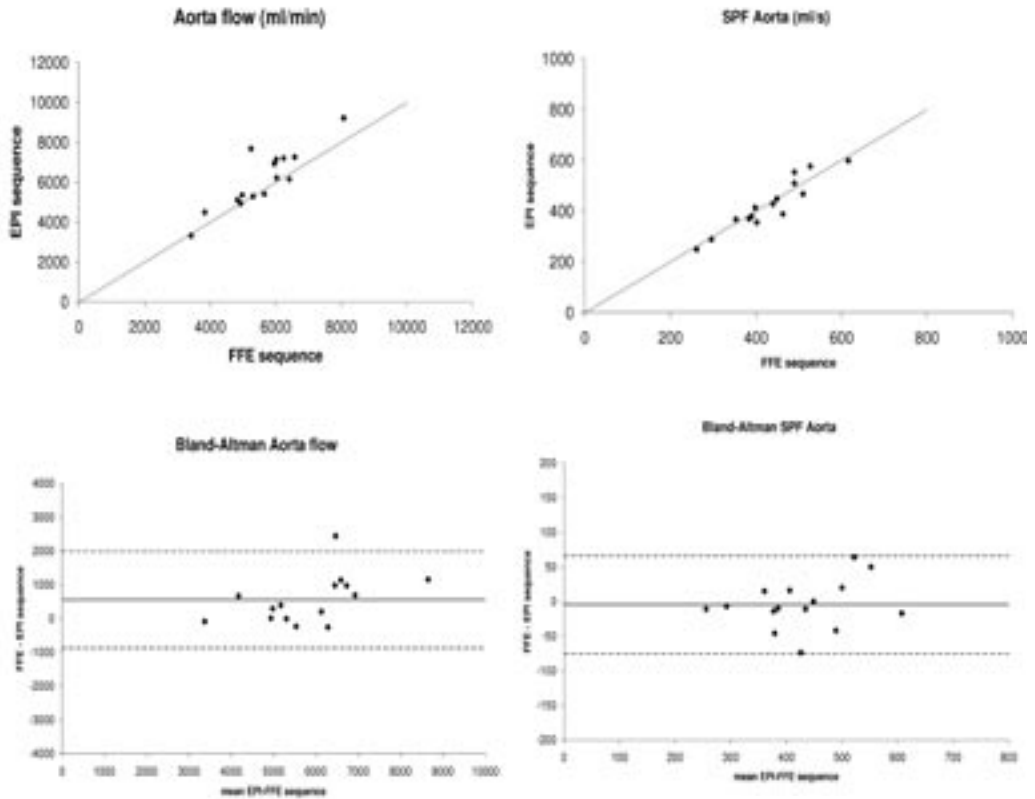 Aorta flow (ml/min)
12000
10000
8000
6000
4000
2000
0
EPI sequence
0 2000 4000 6000 8000 10000 12000
FFE sequence
SPF Aorta (ml/s)
1000
800
600
400
200
0
EPI sequence
200 400 600 800 1000
FFE sequence
Bland-Altman Aorta flow
4000
3000
2000
1000
0
-1000
-2000
-3000
-4000
FFE - EPI sequence
0 1000 2000 3000 4000 5000 6000 7000 8000 9000 10000
mean EPI-FFE sequence
Bland-Altman SPF Aorta
200
150
100
50
0
-50
-100
-150
-200
FFE - EPI sequence
0 100 200 300 400 500 600 700 800
mean EPI-FFE sequence